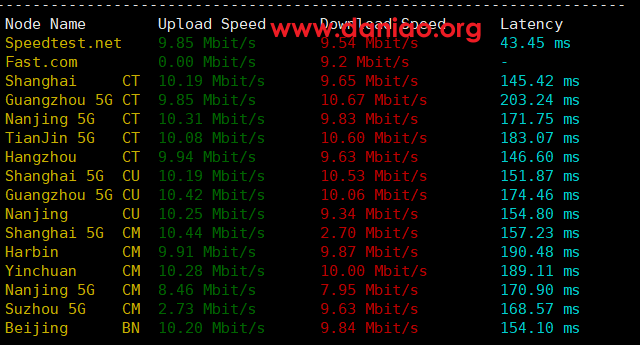 Node Name Upload Speed Download Speed Latency
www.daniao.org
Speedtest.net 9.85 Mbit/s 9.54 Mbit/s 43.45 ms
Fast.com 0.00 Mbit/s 9.2 Mbit/s -
Shanghai CT 10.19 Mbit/s 9.65 Mbit/s 145.42 ms
Guangzhou 5G CT 9.85 Mbit/s 10.67 Mbit/s 203.24 ms
Nanjing 5G CT 10.31 Mbit/s 9.83 Mbit/s 171.75 ms
TianJin 5G CT 10.08 Mbit/s 10.60 Mbit/s 183.07 ms
Hangzhou CT 9.94 Mbit/s 9.63 Mbit/s 146.60 ms
Shanghai 5G CU 10.19 Mbit/s 10.53 Mbit/s 151.87 ms
Guangzhou 5G CU 10.42 Mbit/s 10.06 Mbit/s 174.46 ms
Nanjing CU 10.25 Mbit/s 9.34 Mbit/s 154.80 ms
Shanghai 5G CM 10.44 Mbit/s 2.70 Mbit/s 157.23 ms
Harbin CM 9.91 Mbit/s 9.87 Mbit/s 190.48 ms
Yinchuan CM 10.28 Mbit/s 10.00 Mbit/s 189.11 ms
Nanjing 5G CM 8.46 Mbit/s 7.95 Mbit/s 170.90 ms
Suzhou 5G CM 2.73 Mbit/s 9.63 Mbit/s 168.57 ms
Beijing BN 10.20 Mbit/s 9.84 Mbit/s 154.10 ms